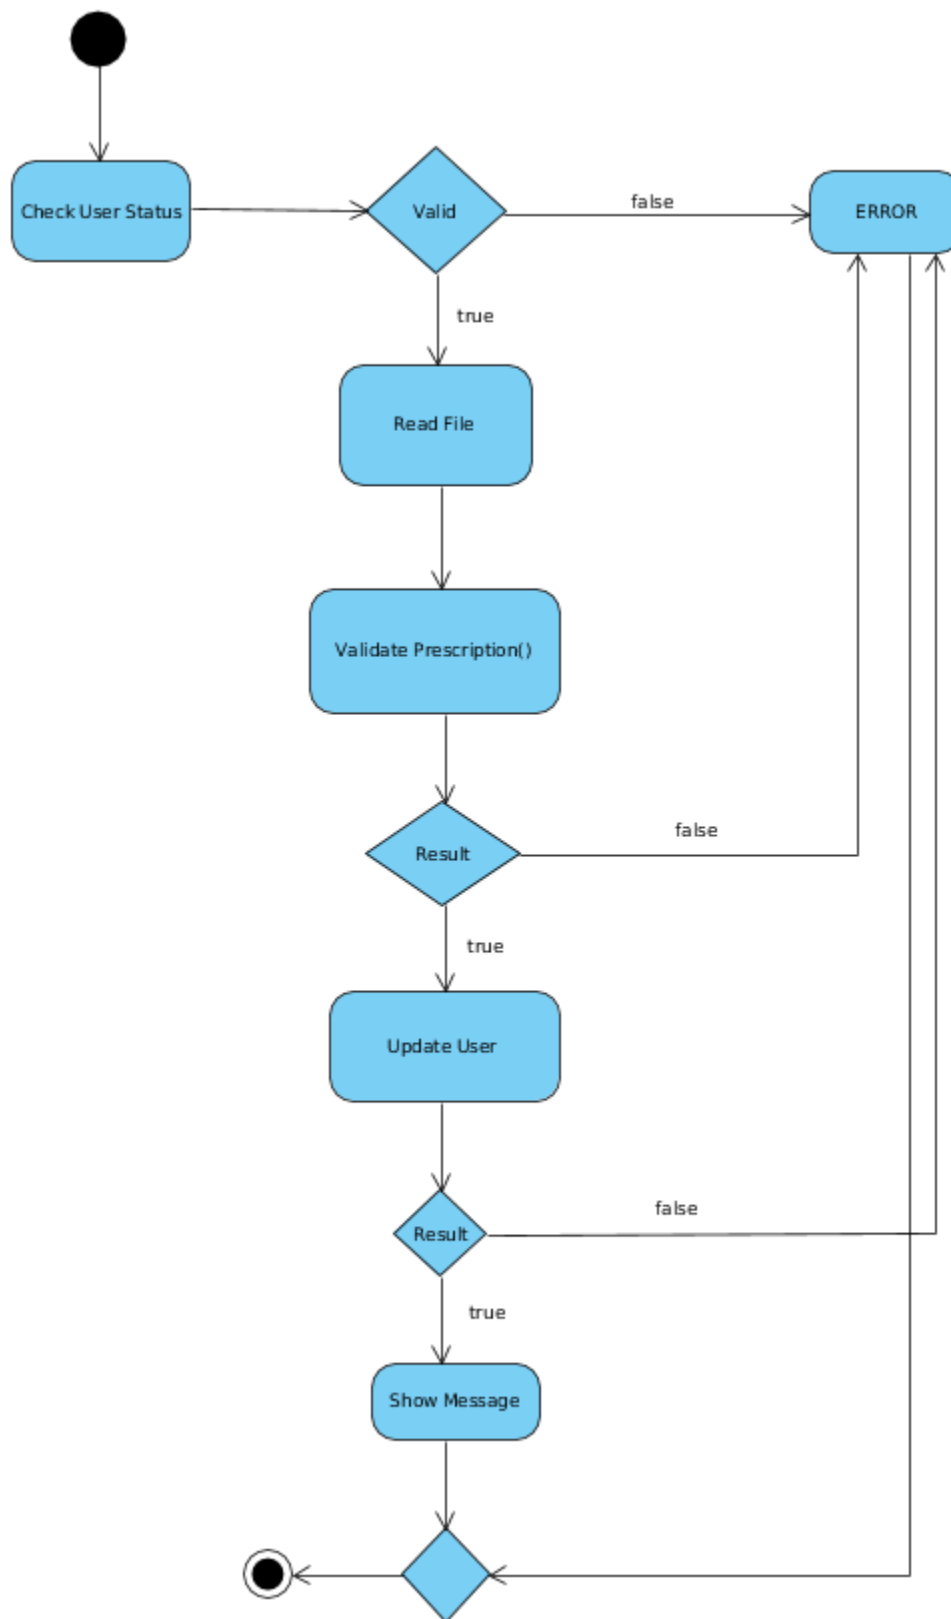 Check User Status
Valid
false
ERROR
true
Read File
Validate Prescription()
false
Result
true
Update User
false
Result
true
Show Message